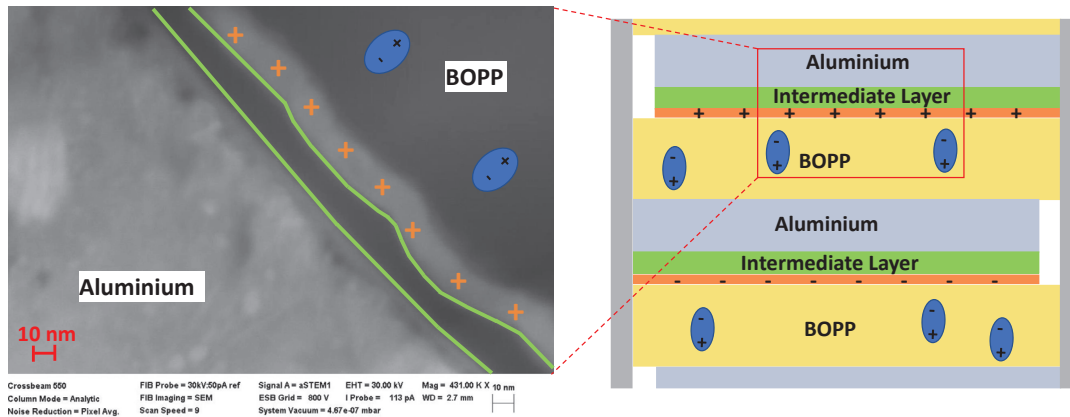 BOPP
Aluminium
10 nm
Crossbeam 550
Column Mode = Analytic
Noise Reduction = Pixel Avg.
FIB Probe = 30kV:50pA ref
FIB Imaging = SEM
Scan Speed = 9
Signal A = aSTEM1
ESB Grid = 800 V
System Vacuum = 4.67e-07 mbar
EHT = 30.00 kV
I Probe = 113 pA
Mag = 431.00 K X
WD = 2.7 mm
10 nm
Aluminium
Intermediate Layer
BOPP
Aluminium
Intermediate Layer
BOPP